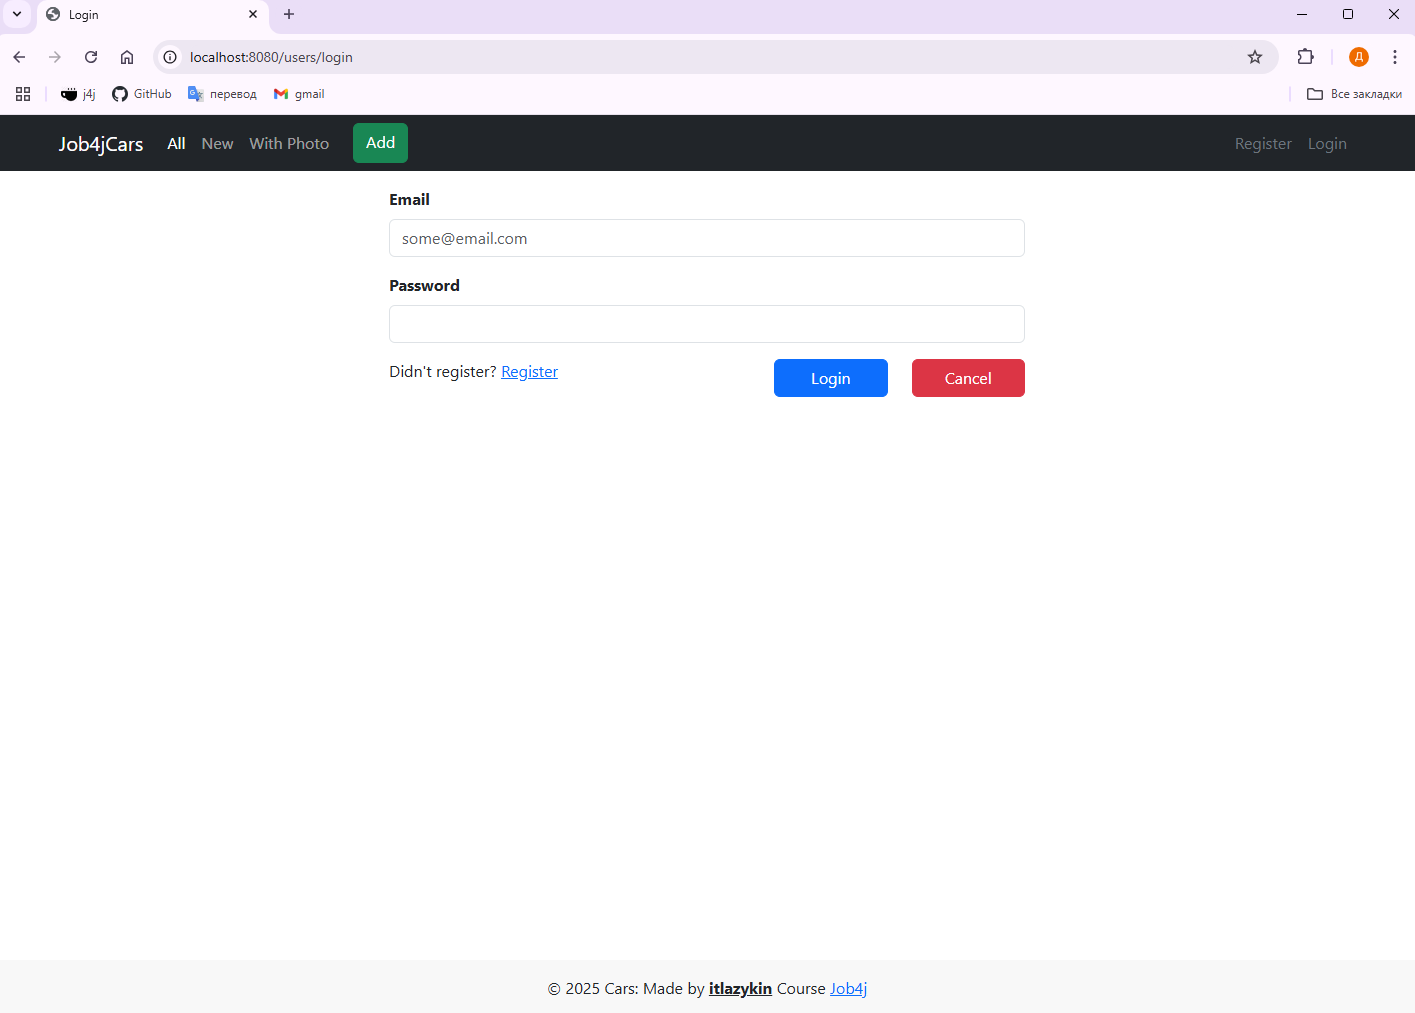 Login
localhost:8080/users/login
Д
j4j GitHub перевод gmail Все закладки
Job4jCars All New With Photo Add Register Login
Email
some@email.com
Password
Didn't register? Register Login Cancel
© 2025 Cars: Made by itlazykin Course Job4j